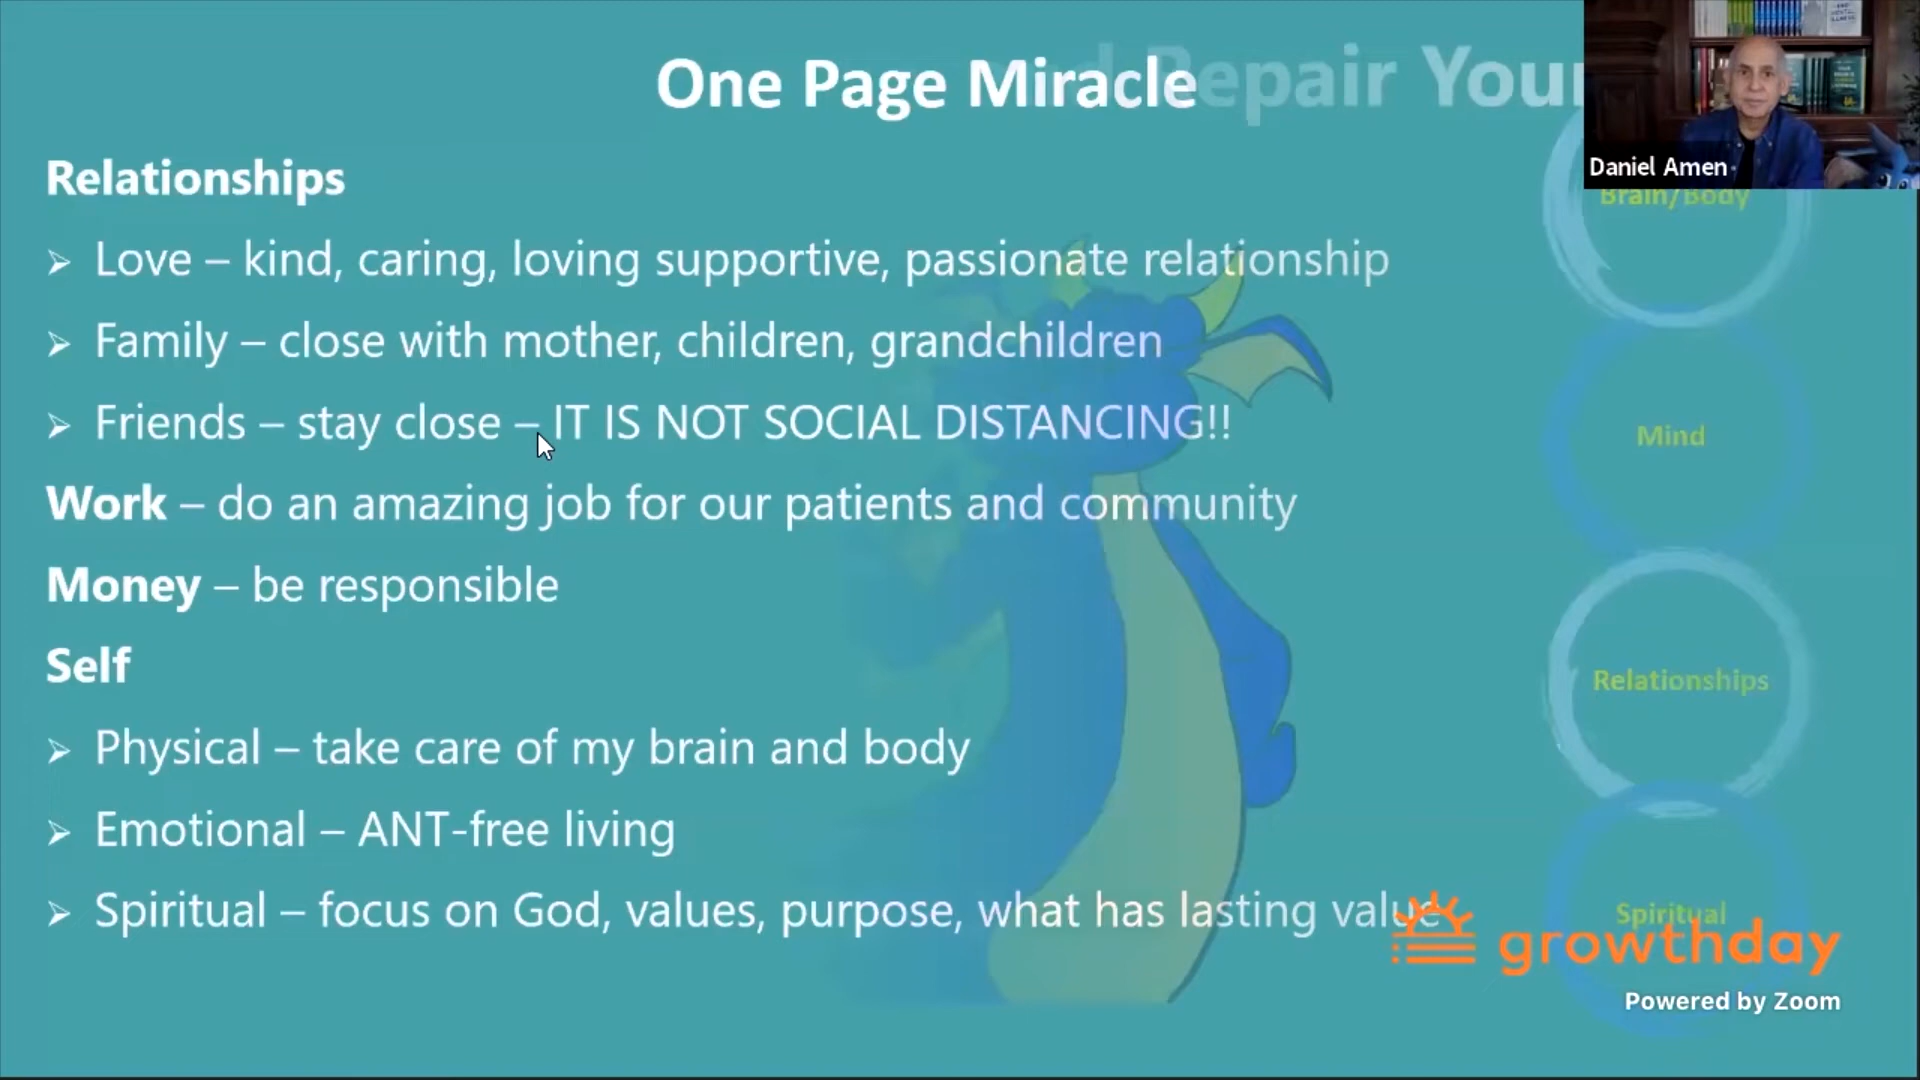 One Page Miracle
Repair Your
Daniel Amen
Relationships
Love – kind, caring, loving supportive, passionate relationship
Family – close with mother, children, grandchildren
Friends – stay close – IT IS NOT SOCIAL DISTANCING!!
Work – do an amazing job for our patients and community
Money – be responsible
Self
Physical – take care of my brain and body
Emotional – ANT-free living
Spiritual – focus on God, values, purpose, what has lasting value
Brain/Body
Mind
Relationships
Spiritual
growthday
Powered by Zoom